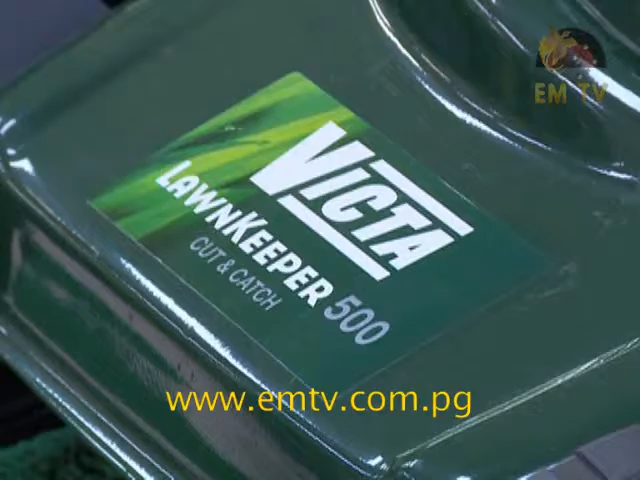 EM TV
VICTA
LAWNKEEPER 500
CUT & CATCH
www.emtv.com.pg